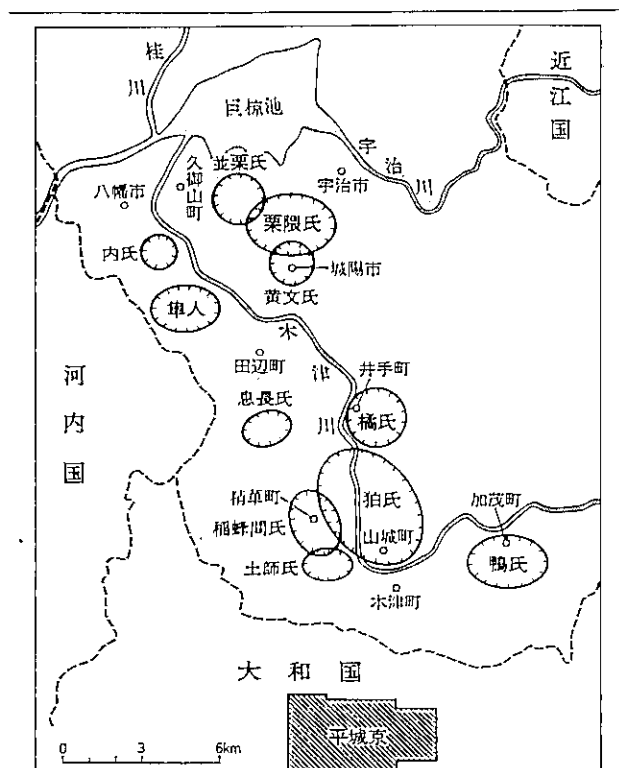 桂川
近江国
巨椋池
宇治川
並栗氏
久御山町
八幡市
宇治市
栗隈氏
内氏
城陽市
黄文氏
隼人
木津川
田辺町
井手町
河内国
息長氏
橘氏
精華町
狛氏
加茂町
稲蜂間氏
山城町
土師氏
鴨氏
木津町
大和国
平城京
0 3 6km